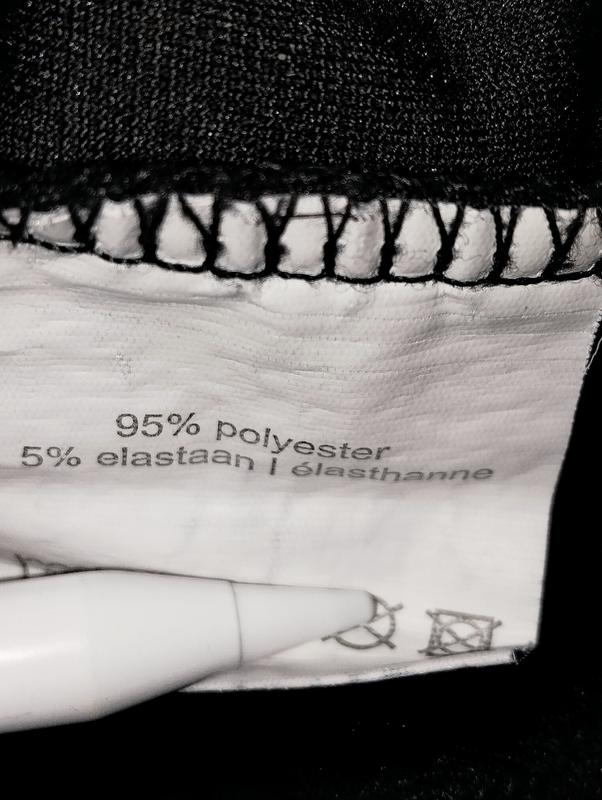 95% polyester
5% elastaan | élasthanne